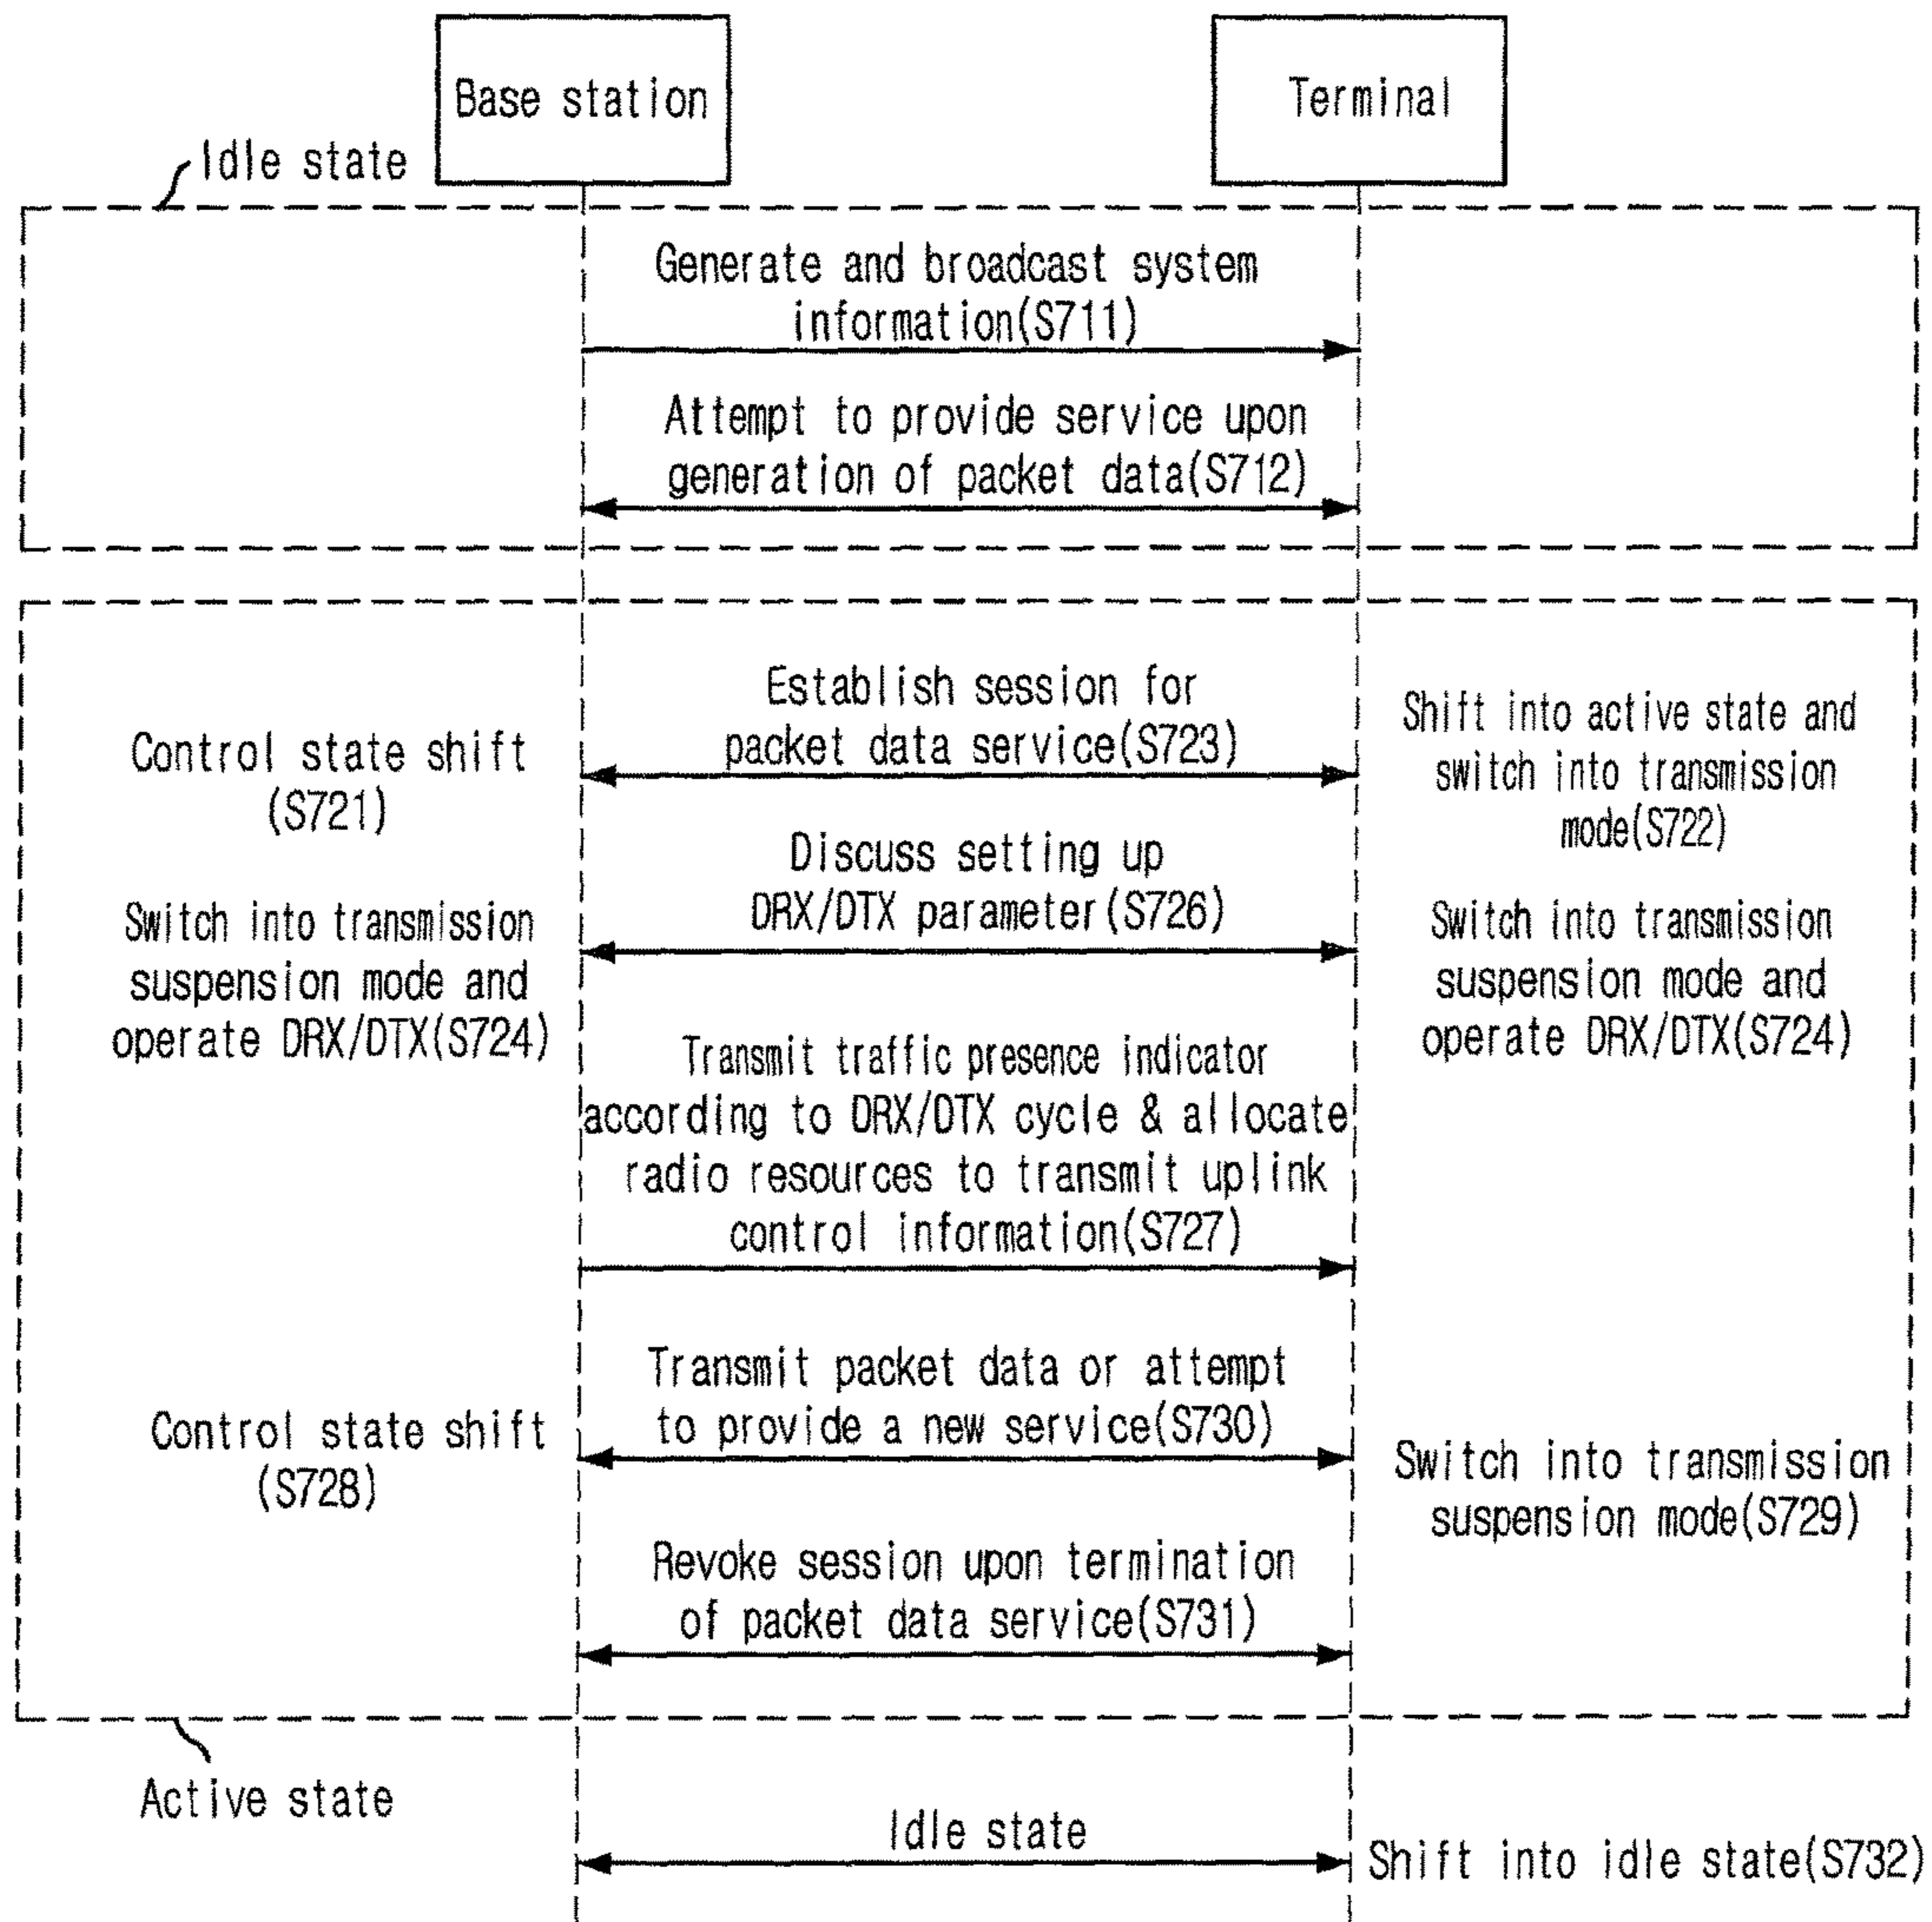 Base station
Terminal
Idle state
Generate and broadcast system
information(S711)
Attempt to provide service upon
generation of packet data(S712)
Establish session for
packet data service(S723)
Control state shift
(S721)
Shift into active state and
switch into transmission
mode(S722)
Discuss setting up
DRX/DTX parameter(S726)
Switch into transmission
suspension mode and
operate DRX/DTX(S724)
Switch into transmission
suspension mode and
operate DRX/DTX(S724)
Transmit traffic presence indicator
according to DRX/DTX cycle & allocate
radio resources to transmit uplink
control information(S727)
Transmit packet data or attempt
to provide a new service(S730)
Control state shift
(S728)
Switch into transmission
suspension mode(S729)
Revoke session upon termination
of packet data service(S731)
Active state
Idle state
Shift into idle state(S732)